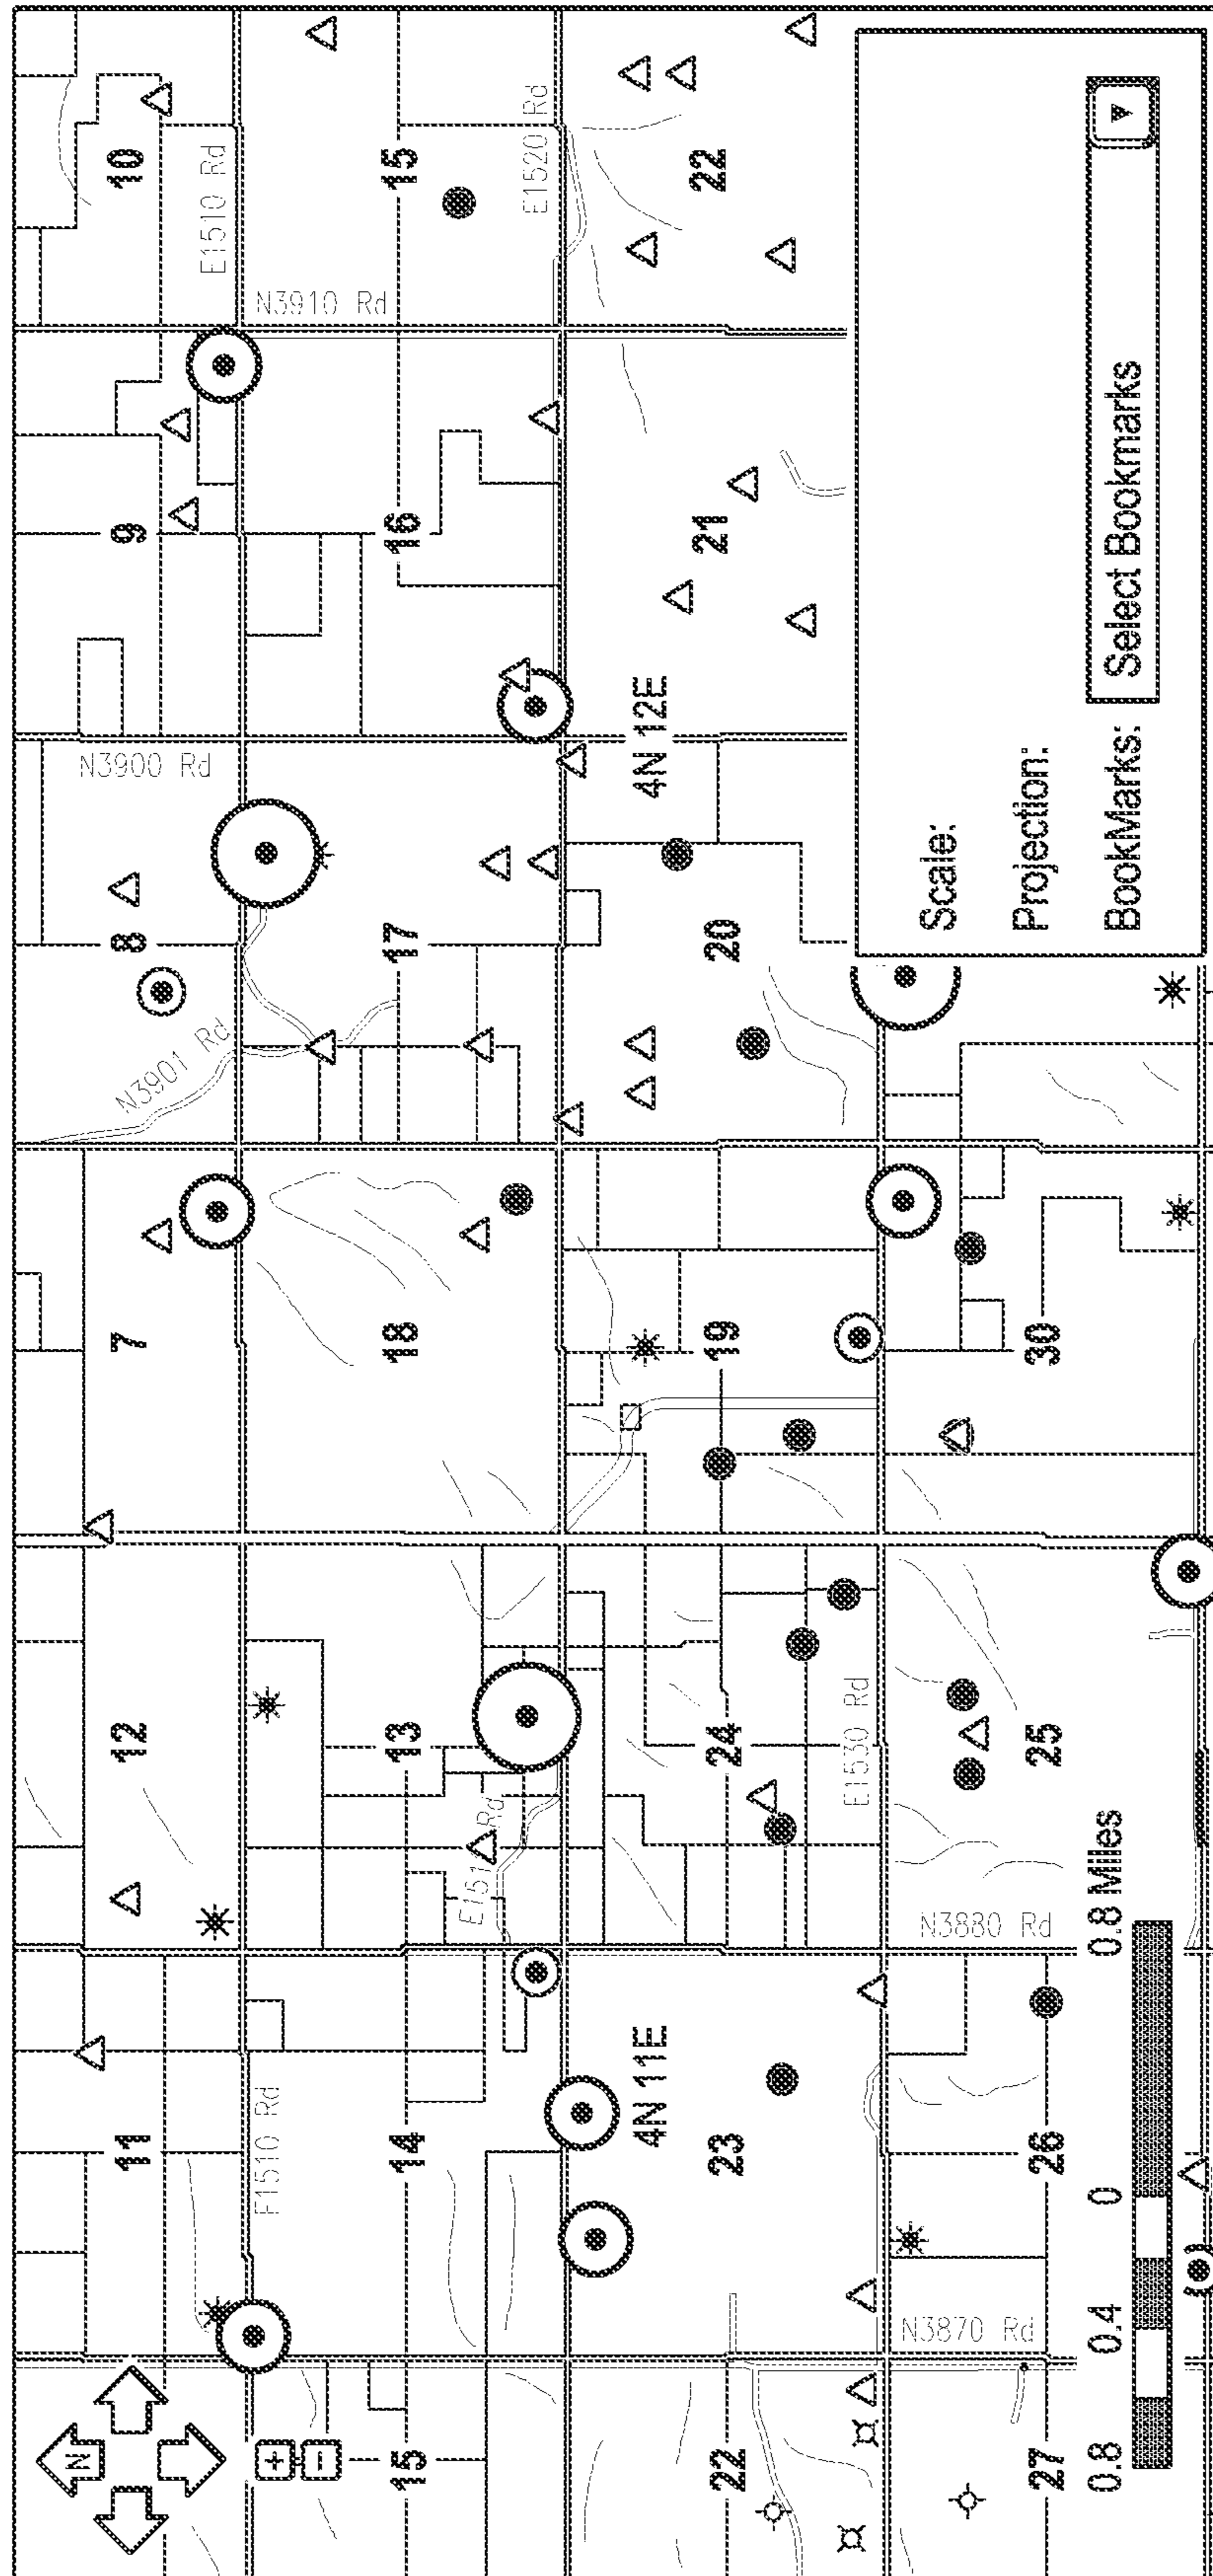 N
11
12
7
8
9
10
N3901 Rd
N3900 Rd
E1510 Rd
+
−
F1510 Rd
N3910 Rd
15
14
13
18
17
16
15
E151 Rd
E1520 Rd
4N 11E
4N 12E
22
23
24
19
20
21
22
E1530 Rd
N3870 Rd
N3880 Rd
27
26
25
30
0.8 0.4 0 0.8 Miles
Scale:
Projection:
BookMarks: Select Bookmarks